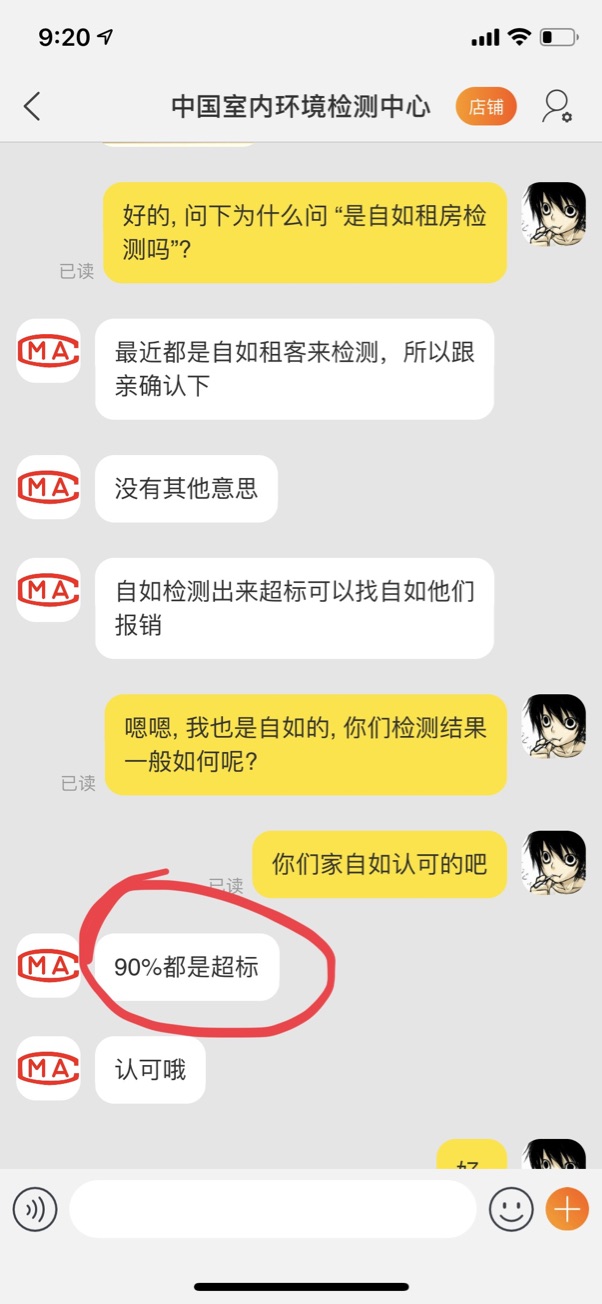 9:20
中国室内环境检测中心
店铺
好的, 问下为什么问 “是自如租房检
测吗”?
已读
MA
最近都是自如租客来检测，所以跟
亲确认下
MA
没有其他意思
MA
自如检测出来超标可以找自如他们
报销
嗯嗯, 我也是自如的, 你们检测结果
一般如何呢?
已读
你们家自如认可的吧
已读
MA
90%都是超标
MA
认可哦